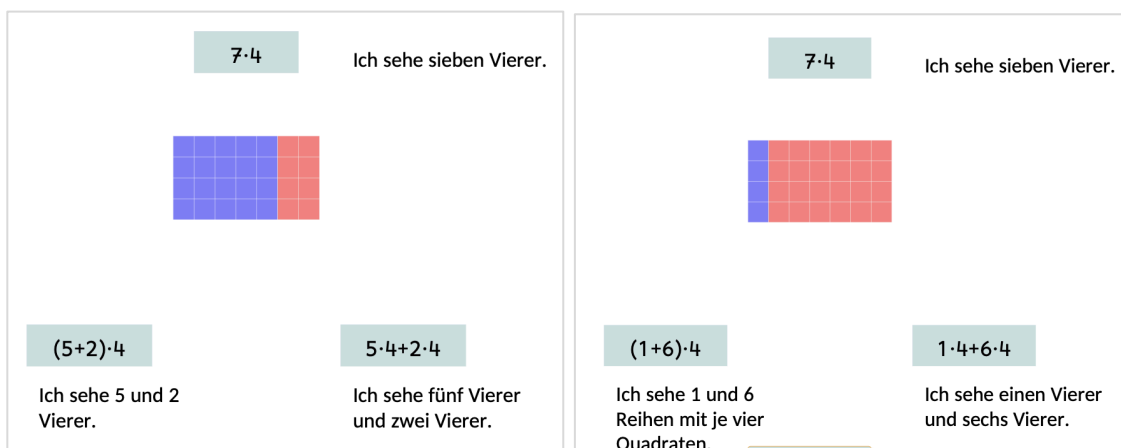 7·4
Ich sehe sieben Vierer.
(5+2)·4
5·4+2·4
Ich sehe 5 und 2
Vierer.
Ich sehe fünf Vierer
und zwei Vierer.
7·4
Ich sehe sieben Vierer.
(1+6)·4
1·4+6·4
Ich sehe 1 und 6
Reihen mit je vier
Quadraten.
Ich sehe einen Vierer
und sechs Vierer.